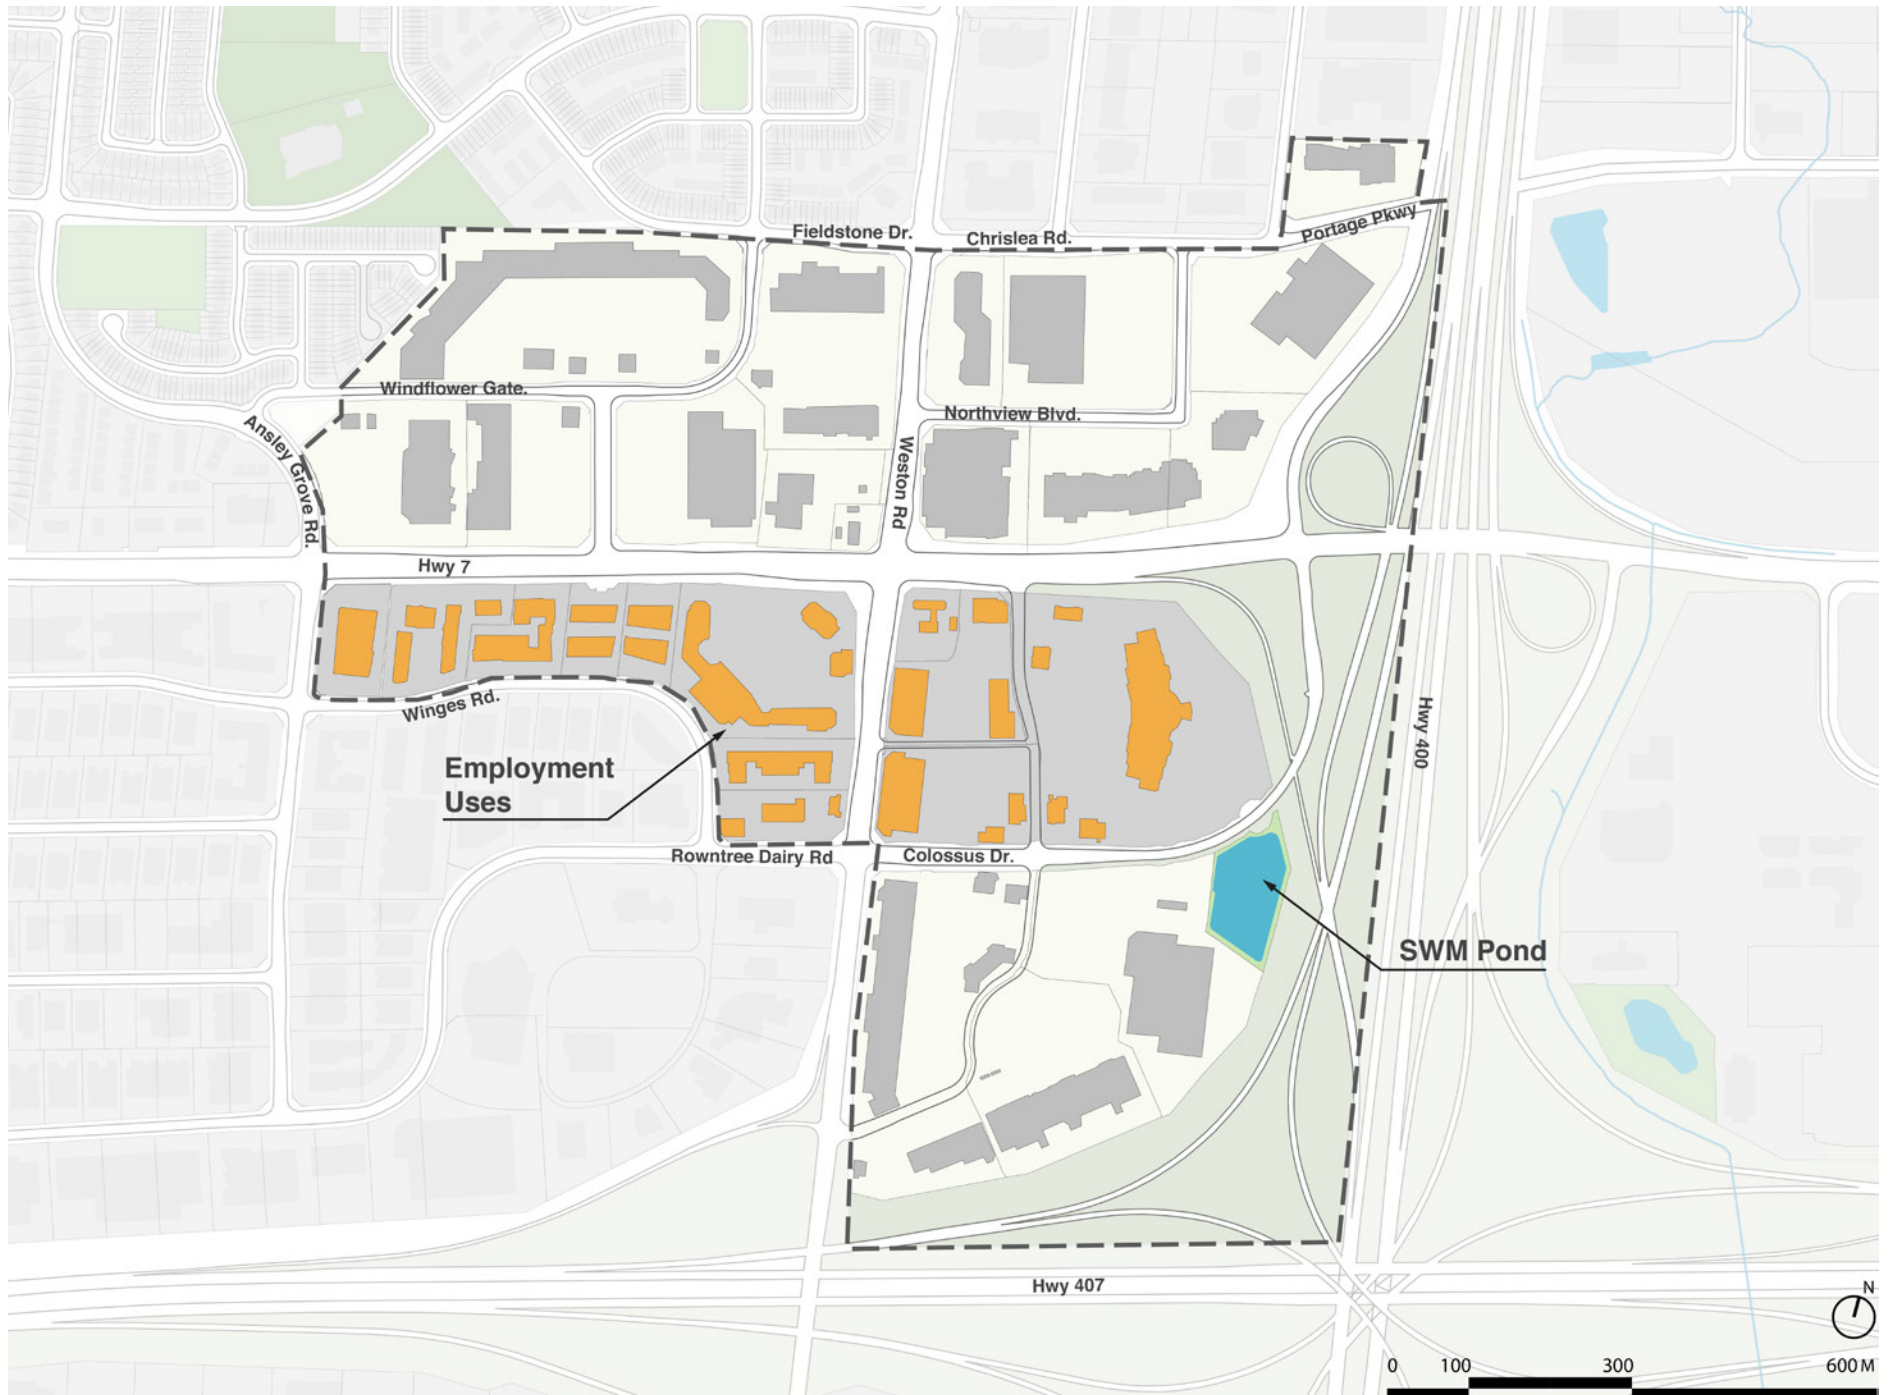 Portage Pkwy
Fieldstone Dr.
Chrislea Rd.
Windflower Gate.
Northview Blvd.
Ansley Grove Rd.
Weston Rd
Hwy 7
Winges Rd.
Hwy 400
Employment
Uses
Rowntree Dairy Rd
Colossus Dr.
SWM Pond
Hwy 407
N
0 100 300 600 M